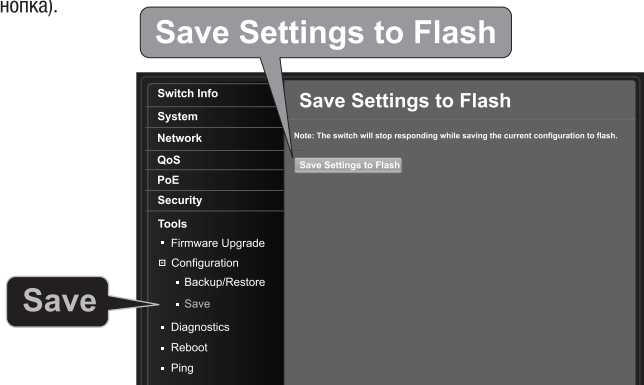 нопка).
Save Settings to Flash
Switch Info
System
Network
QoS
PoE
Security
Tools
Firmware Upgrade
Configuration
Backup/Restore
Save
Diagnostics
Reboot
Ping
Save
Save Settings to Flash
Note: The switch will stop responding while saving the current configuration to flash.
Save Settings to Flash